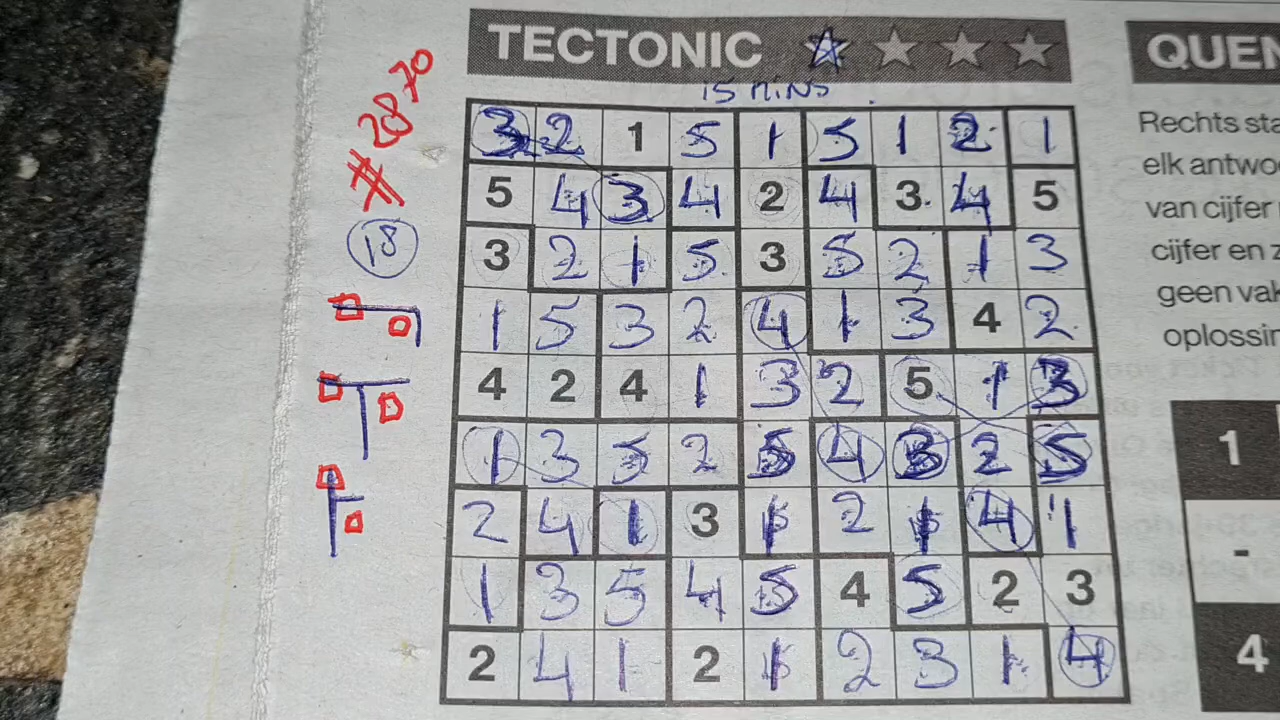 TECTONIC
QUEN
15 MINS
# 2870
18
3 2 1 5 1 5 1 2 1
5 4 3 4 2 4 3 4 5
3 2 1 5 3 5 2 1 3
1 5 3 2 4 1 3 4 2
4 2 4 1 3 2 5 1 3
1 3 5 2 5 4 3 2 5
2 4 1 3 1 2 1 4 1
1 3 5 4 5 4 5 2 3
2 4 1 2 1 2 3 1 4
Rechts sta
elk antwoo
van cijfer
cijfer en z
geen vak
oplossin
1
-
4